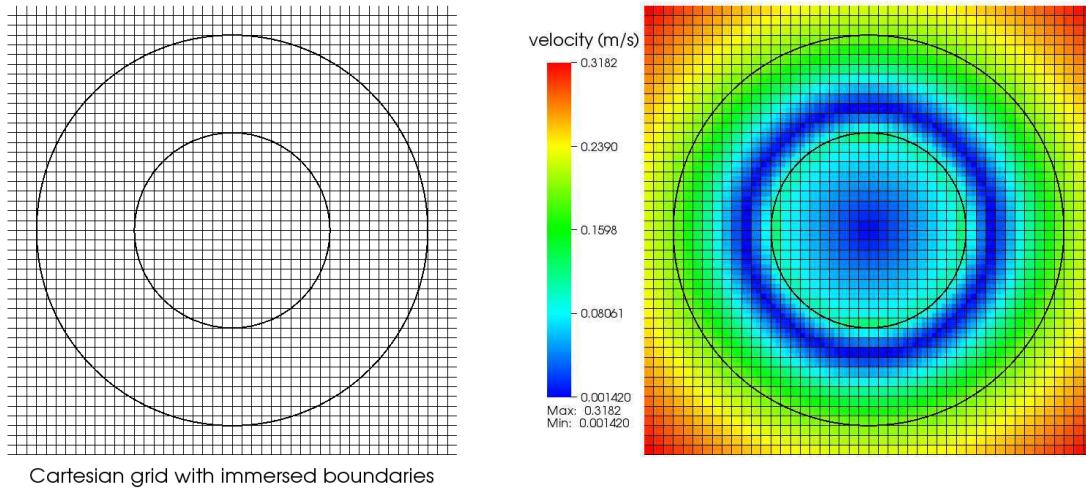 velocity (m/s)
0.3182
0.2390
0.1598
0.08061
0.001420
Max: 0.3182
Min: 0.001420
Cartesian grid with immersed boundaries